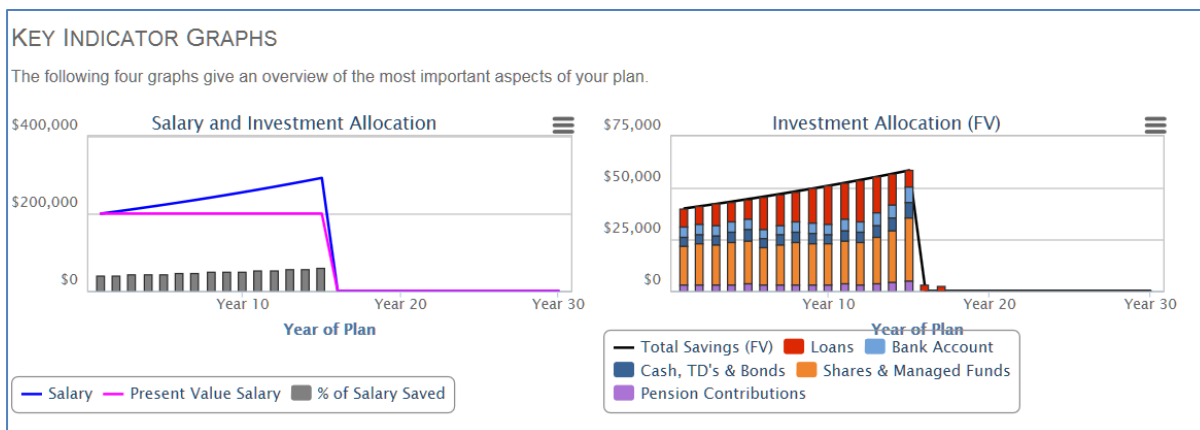 KEY INDICATOR GRAPHS
The following four graphs give an overview of the most important aspects of your plan.
Salary and Investment Allocation
$400,000
$200,000
$0
Year 10 Year 20 Year 30
Year of Plan
Salary Present Value Salary % of Salary Saved
Investment Allocation (FV)
$75,000
$50,000
$25,000
$0
Year 10 Year 20 Year 30
Year of Plan
Total Savings (FV) Loans Bank Account
Cash, TD's & Bonds Shares & Managed Funds
Pension Contributions